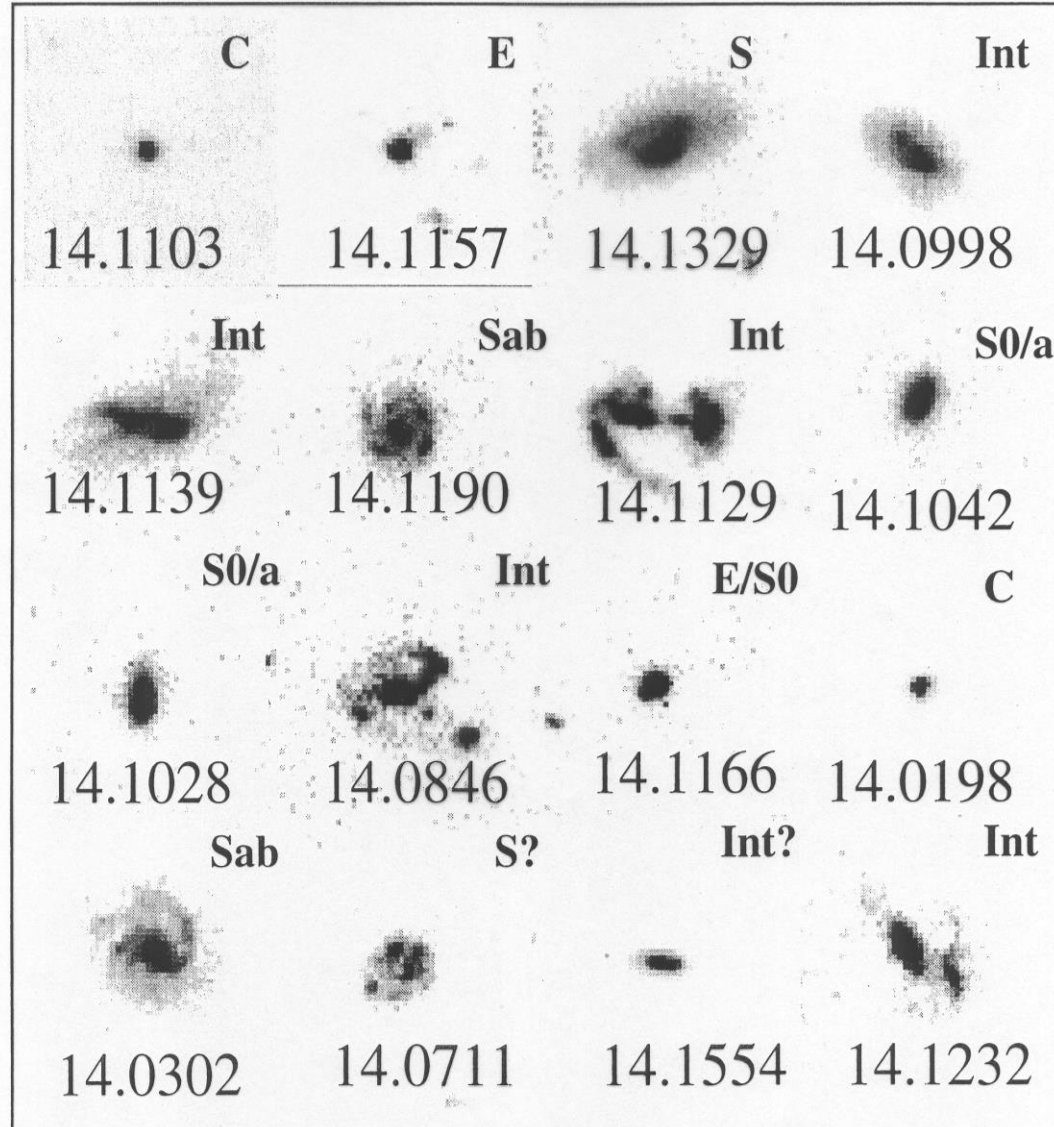 C E S Int
14.1103 14.1157 14.1329 14.0998
Int Sab Int S0/a
14.1139 14.1190 14.1129 14.1042
S0/a Int E/S0 C
14.1028 14.0846 14.1166 14.0198
Sab S? Int? Int
14.0302 14.0711 14.1554 14.1232